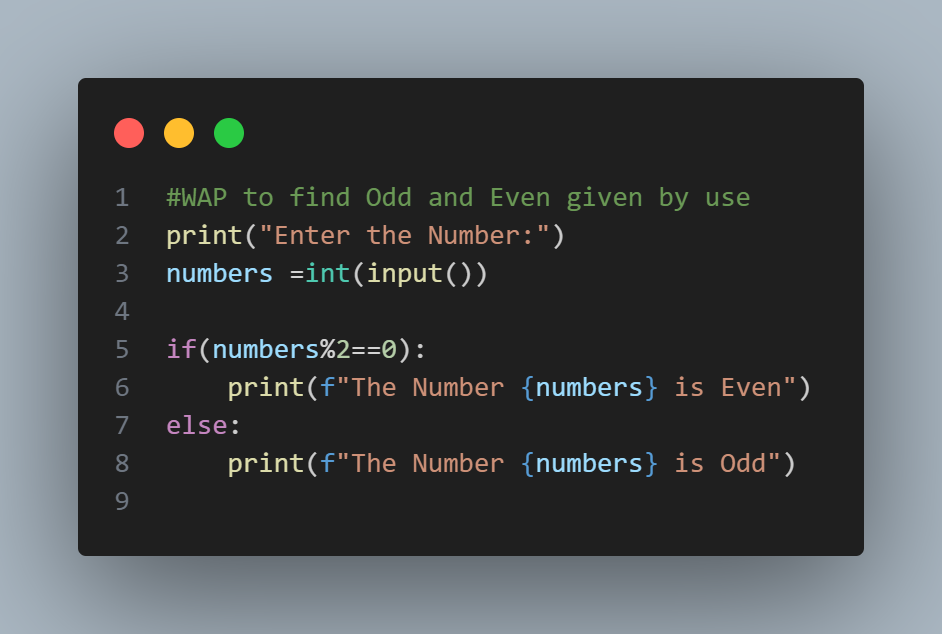 1 #WAP to find Odd and Even given by use
2 print("Enter the Number:")
3 numbers =int(input())
4
5 if(numbers%2==0):
6     print(f"The Number {numbers} is Even")
7 else:
8     print(f"The Number {numbers} is Odd")
9